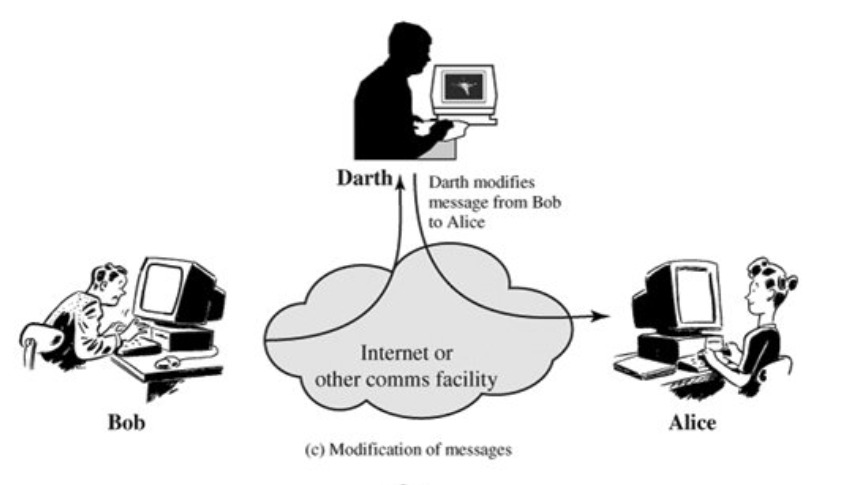 Darth
Darth modifies
message from Bob
to Alice
Internet or
other comms facility
Bob
Alice
(c) Modification of messages